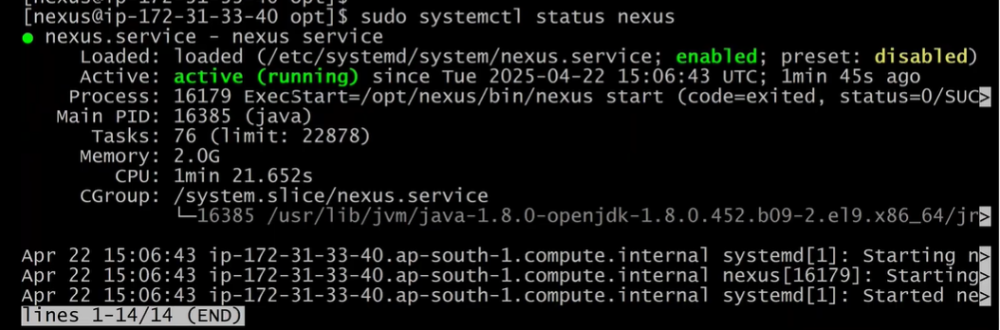 [nexus@ip-172-31-33-40 opt]$
[nexus@ip-172-31-33-40 opt]$ sudo systemctl status nexus
● nexus.service - nexus service
Loaded: loaded (/etc/systemd/system/nexus.service; enabled; preset: disabled)
Active: active (running) since Tue 2025-04-22 15:06:43 UTC; 1min 45s ago
Process: 16179 ExecStart=/opt/nexus/bin/nexus start (code=exited, status=0/SUC>
Main PID: 16385 (java)
Tasks: 76 (limit: 22878)
Memory: 2.0G
CPU: 1min 21.652s
CGroup: /system.slice/nexus.service
└─16385 /usr/lib/jvm/java-1.8.0-openjdk-1.8.0.452.b09-2.el9.x86_64/jr>
Apr 22 15:06:43 ip-172-31-33-40.ap-south-1.compute.internal systemd[1]: Starting n>
Apr 22 15:06:43 ip-172-31-33-40.ap-south-1.compute.internal nexus[16179]: Starting>
Apr 22 15:06:43 ip-172-31-33-40.ap-south-1.compute.internal systemd[1]: Started ne>
lines 1-14/14 (END)